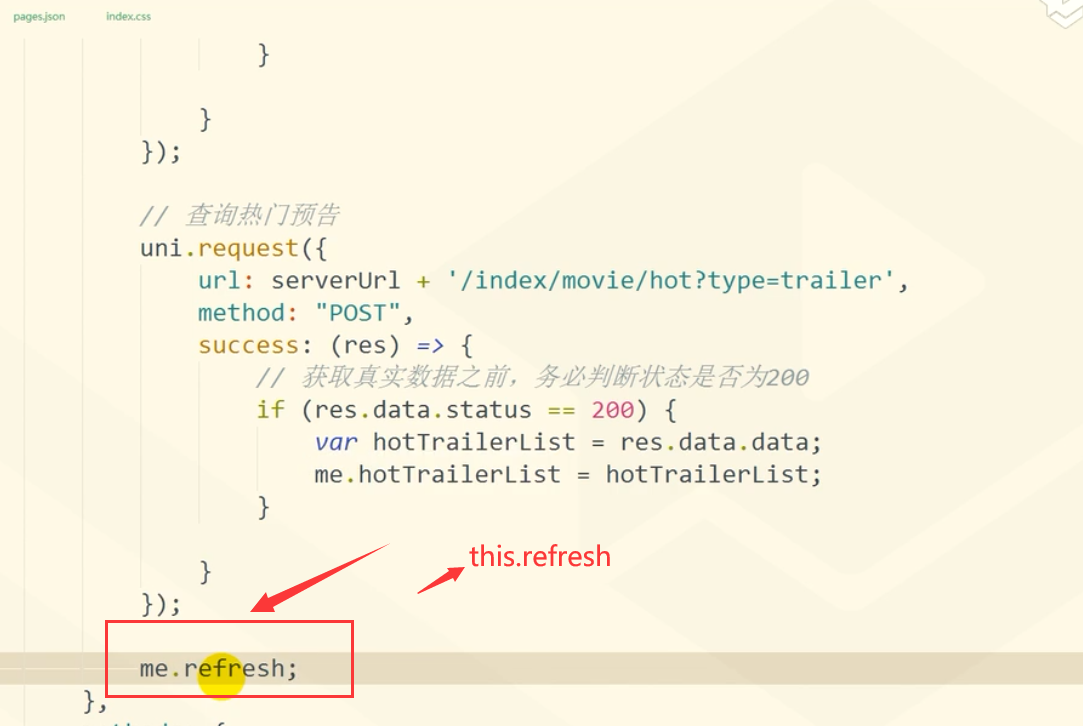 pages.json index.css
}
}
});
// 查询热门预告
uni.request({
url: serverUrl + '/index/movie/hot?type=trailer',
method: "POST",
success: (res) => {
// 获取真实数据之前，务必判断状态是否为200
if (res.data.status == 200) {
var hotTrailerList = res.data.data;
me.hotTrailerList = hotTrailerList;
}
this.refresh
}
});
me.refresh;
},